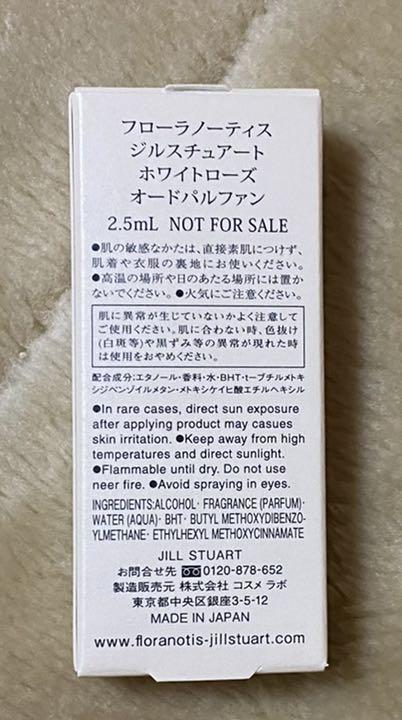 フローラノーティス
ジルスチュアート
ホワイトローズ
オードパルファン
2.5mL NOT FOR SALE
●肌の敏感なかたは、直接素肌につけず、
肌着や衣服の裏地にお使いください。
●高温の場所や日のあたる場所には置か
ないでください。●火気にご注意ください。
肌に異常が生じていないかよく注意して
ご使用ください。肌に合わない時、色抜け
(白斑等)や黒ずみ等の異常が現れた時
は使用をおやめください。
配合成分:エタノール・香料・水・BHT・t-ブチルメトキ
シジベンゾイルメタン・メトキシケイヒ酸エチルヘキシル
●In rare cases, direct sun exposure
after applying product may casues
skin irritation. ●Keep away from high
temperatures and direct sunlight.
●Flammable until dry. Do not use
neer fire. ●Avoid spraying in eyes.
INGREDIENTS:ALCOHOL· FRAGRANCE (PARFUM)·
WATER (AQUA)· BHT· BUTYL METHOXYDIBENZO-
YLMETHANE· ETHYLHEXYL METHOXYCINNAMATE
JILL STUART
お問合せ先 0120-878-652
製造販売元 株式会社 コスメ ラボ
東京都中央区銀座3-5-12
MADE IN JAPAN
www.floranotis-jillstuart.com